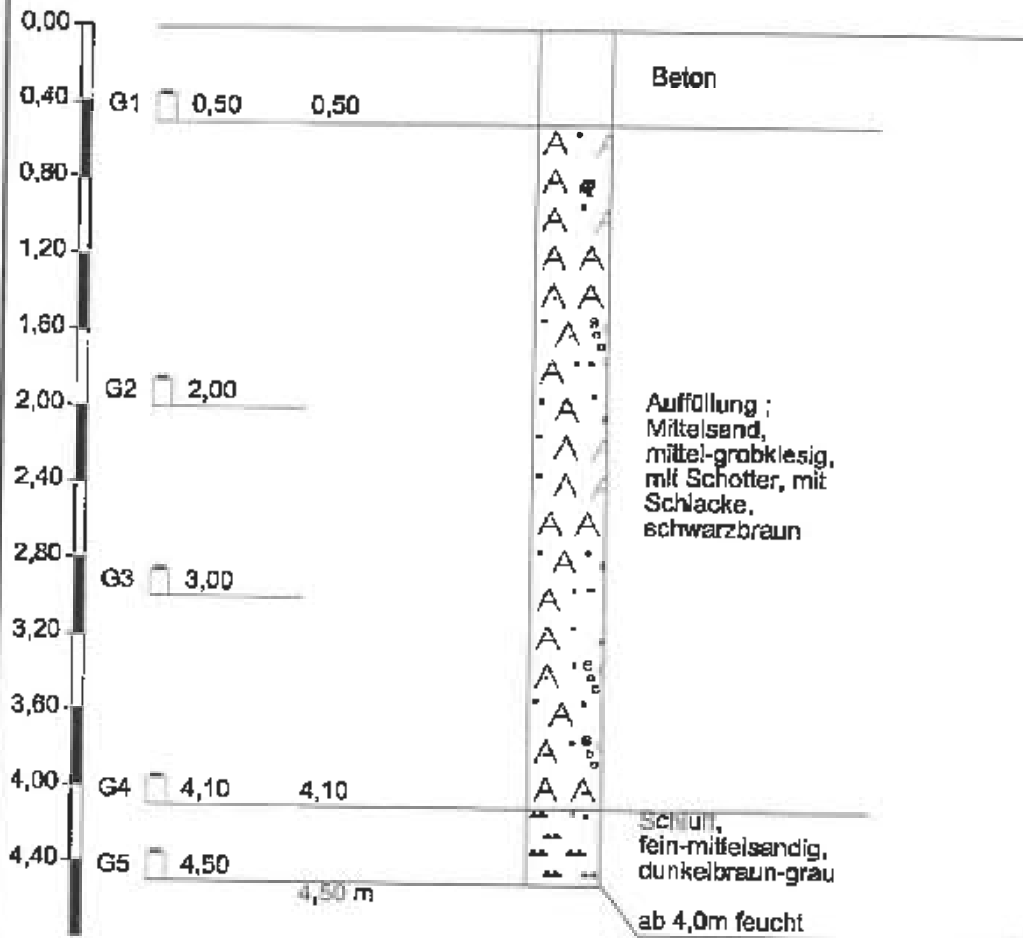 0,00
Beton
0,40
G1 0,50 0,50
0,80
1,20
1,60
G2 2,00
2,00
Auffüllung ;
Mittelsand,
mittel-grobkiesig,
mit Schotter, mit
Schlacke,
schwarzbraun
2,40
2,80
G3 3,00
3,20
3,60
4,00
G4 4,10 4,10
Schluff,
fein-mittelsandig,
dunkelbraun-grau
4,40
G5 4,50
4,50 m
ab 4,0m feucht